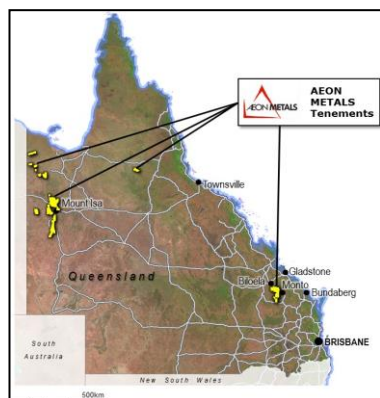 AEON METALS
AEON
METALS
Tenements
Townsville
Mount Isa
Queensland
Gladstone
Biloela
Monto
Bundaberg
BRISBANE
South
Australia
New South Wales
500km